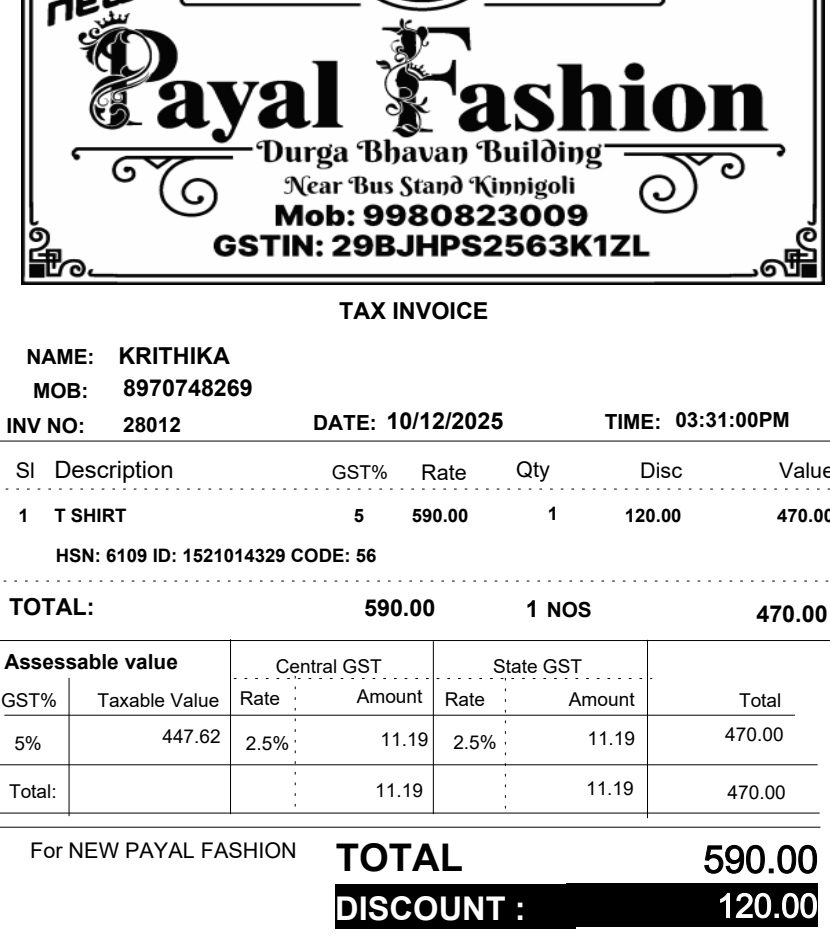 new
Payal Fashion
Durga Bhavan Building
Near Bus Stand Kinnigoli
Mob: 9980823009
GSTIN: 29BJHPS2563K1ZL
TAX INVOICE
NAME: KRITHIKA
MOB: 8970748269
INV NO: 28012 DATE: 10/12/2025 TIME: 03:31:00PM
Sl Description GST% Rate Qty Disc Value
1 T SHIRT 5 590.00 1 120.00 470.00
HSN: 6109 ID: 1521014329 CODE: 56
TOTAL: 590.00 1 NOS 470.00
Assessable value Central GST State GST
GST% Taxable Value Rate Amount Rate Amount Total
5% 447.62 2.5% 11.19 2.5% 11.19 470.00
Total: 11.19 11.19 470.00
For NEW PAYAL FASHION TOTAL 590.00
DISCOUNT : 120.00